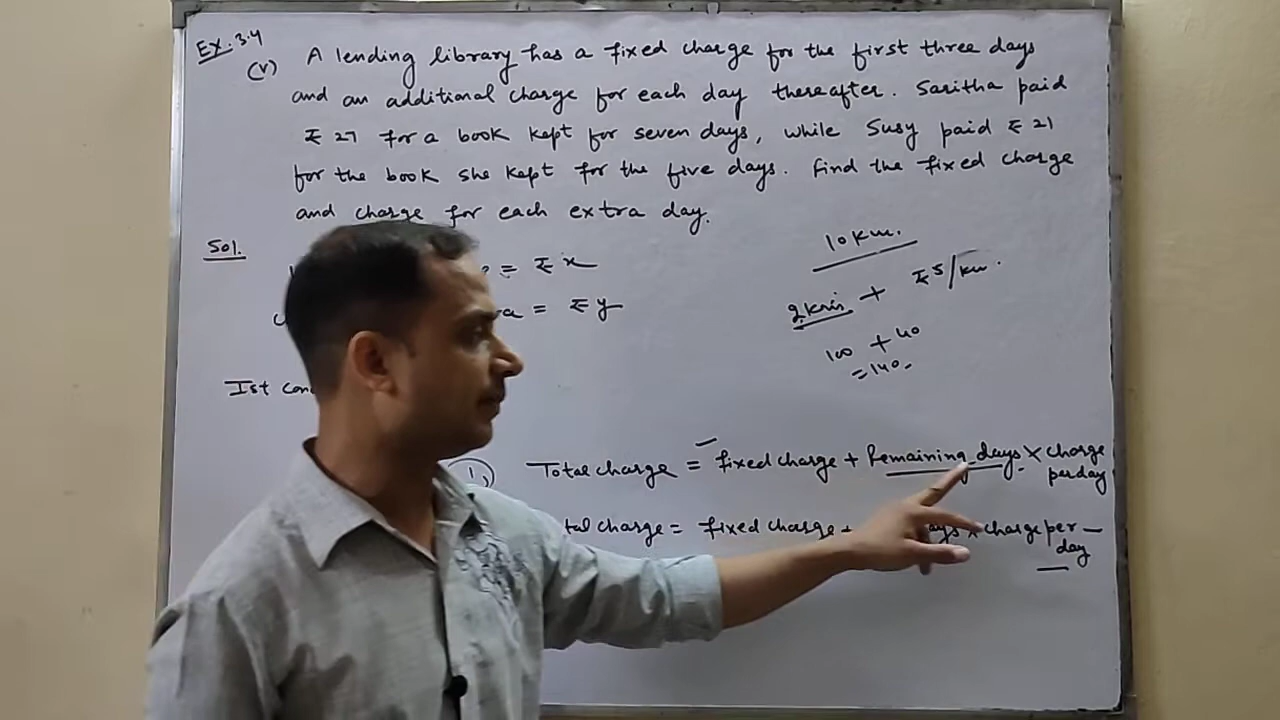 Ex. 3.4
(v) A lending library has a fixed charge for the first three days
and an additional charge for each day thereafter. Saritha paid
₹ 27 for a book kept for seven days, while Susy paid ₹ 21
for the book she kept for the five days. find the fixed charge
and charge for each extra day.
Sol.
= ₹ x
= ₹ y
10 km.
2 km + ₹ 5/km.
100 + 40
= 140.
Ist
(1) Total charge = fixed charge + Remaining days × charge per day
tal charge = fixed charge + ays × charge per day